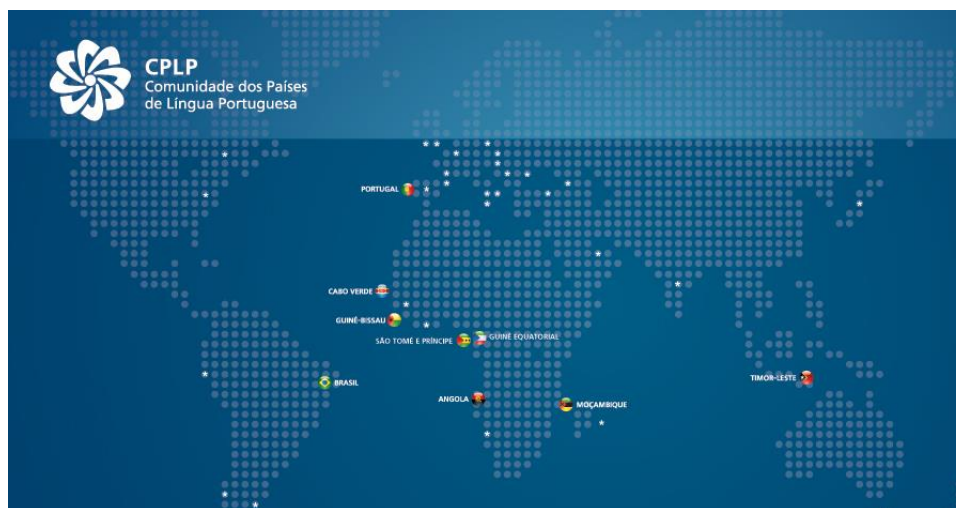 CPLP
Comunidade dos Países
de Língua Portuguesa
PORTUGAL
CABO VERDE
GUINÉ-BISSAU
SÃO TOMÉ E PRÍNCIPE
GUINÉ EQUATORIAL
BRASIL
ANGOLA
MOÇAMBIQUE
TIMOR-LESTE